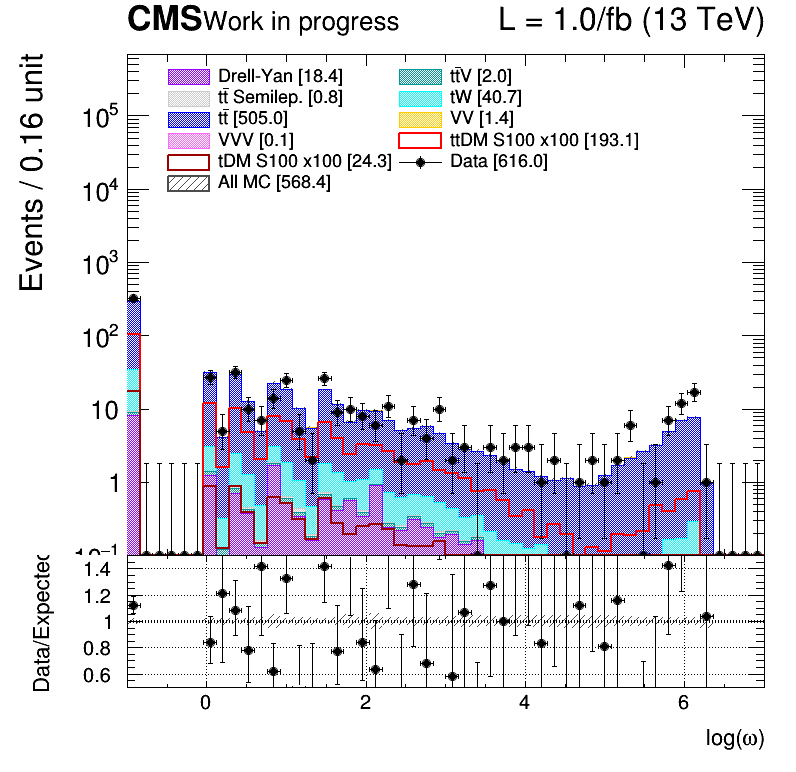 CMS Work in progress L = 1.0/fb (13 TeV)
Drell-Yan [18.4] tt̄V [2.0]
tt̄ Semilep. [0.8] tW [40.7]
tt̄ [505.0] VV [1.4]
VVV [0.1] ttDM S100 x100 [193.1]
tDM S100 x100 [24.3] Data [616.0]
All MC [568.4]
Events / 0.16 unit
10⁵
10⁴
10³
10²
10
1
10⁻¹
Data/Expected
1.4
1.2
1
0.8
0.6
0 2 4 6
log(ω)